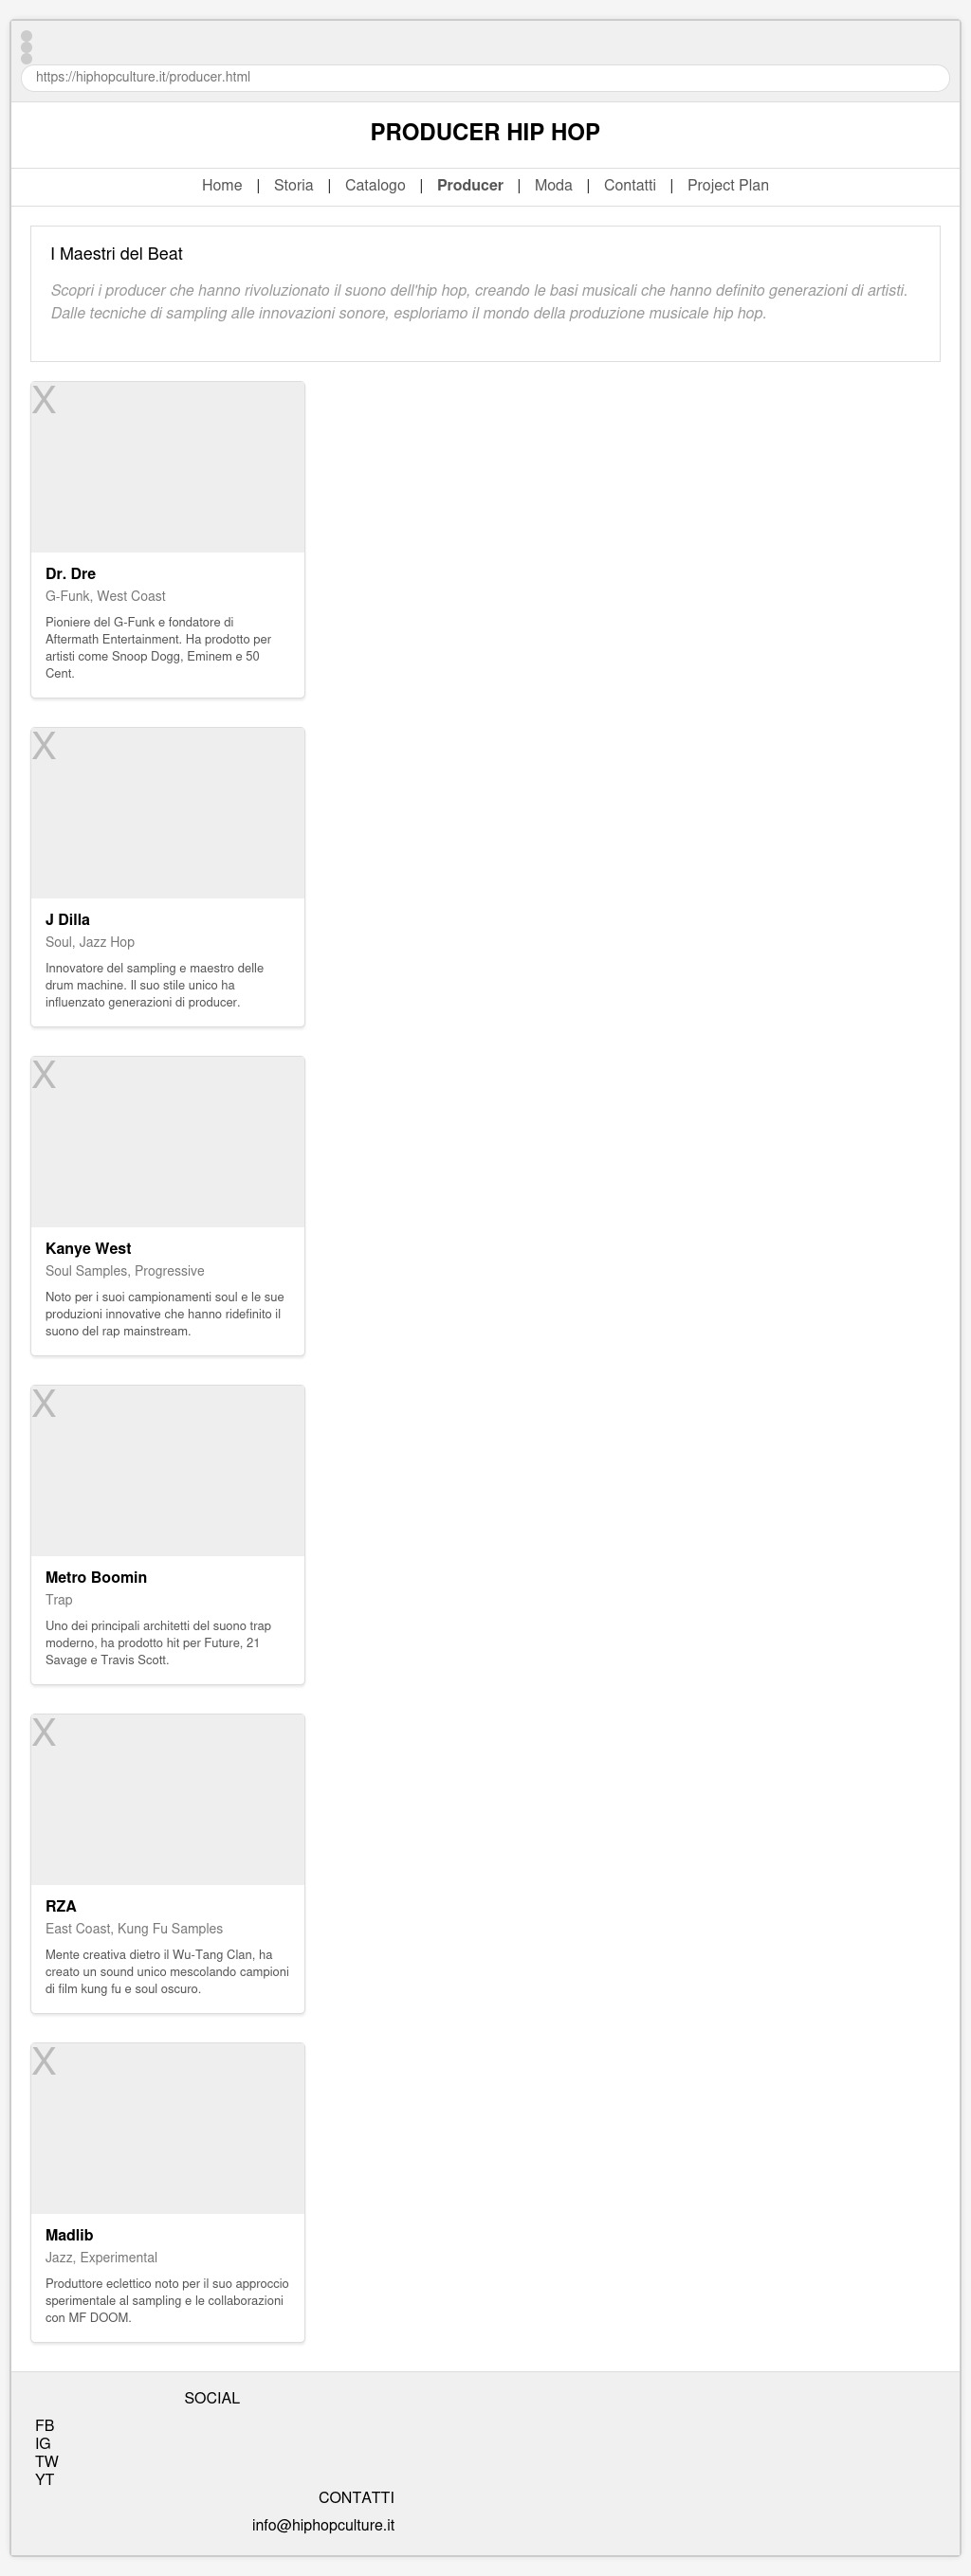 https://hiphopculture.it/producer.html
PRODUCER HIP HOP
Home | Storia | Catalogo | Producer | Moda | Contatti | Project Plan
I Maestri del Beat
Scopri i producer che hanno rivoluzionato il suono dell'hip hop, creando le basi musicali che hanno definito generazioni di artisti.
Dalle tecniche di sampling alle innovazioni sonore, esploriamo il mondo della produzione musicale hip hop.
X
Dr. Dre
G-Funk, West Coast
Pioniere del G-Funk e fondatore di
Aftermath Entertainment. Ha prodotto per
artisti come Snoop Dogg, Eminem e 50
Cent.
X
J Dilla
Soul, Jazz Hop
Innovatore del sampling e maestro delle
drum machine. Il suo stile unico ha
influenzato generazioni di producer.
X
Kanye West
Soul Samples, Progressive
Noto per i suoi campionamenti soul e le sue
produzioni innovative che hanno ridefinito il
suono del rap mainstream.
X
Metro Boomin
Trap
Uno dei principali architetti del suono trap
moderno, ha prodotto hit per Future, 21
Savage e Travis Scott.
X
RZA
East Coast, Kung Fu Samples
Mente creativa dietro il Wu-Tang Clan, ha
creato un sound unico mescolando campioni
di film kung fu e soul oscuro.
X
Madlib
Jazz, Experimental
Produttore eclettico noto per il suo approccio
sperimentale al sampling e le collaborazioni
con MF DOOM.
SOCIAL
FB
IG
TW
YT
CONTATTI
info@hiphopculture.it